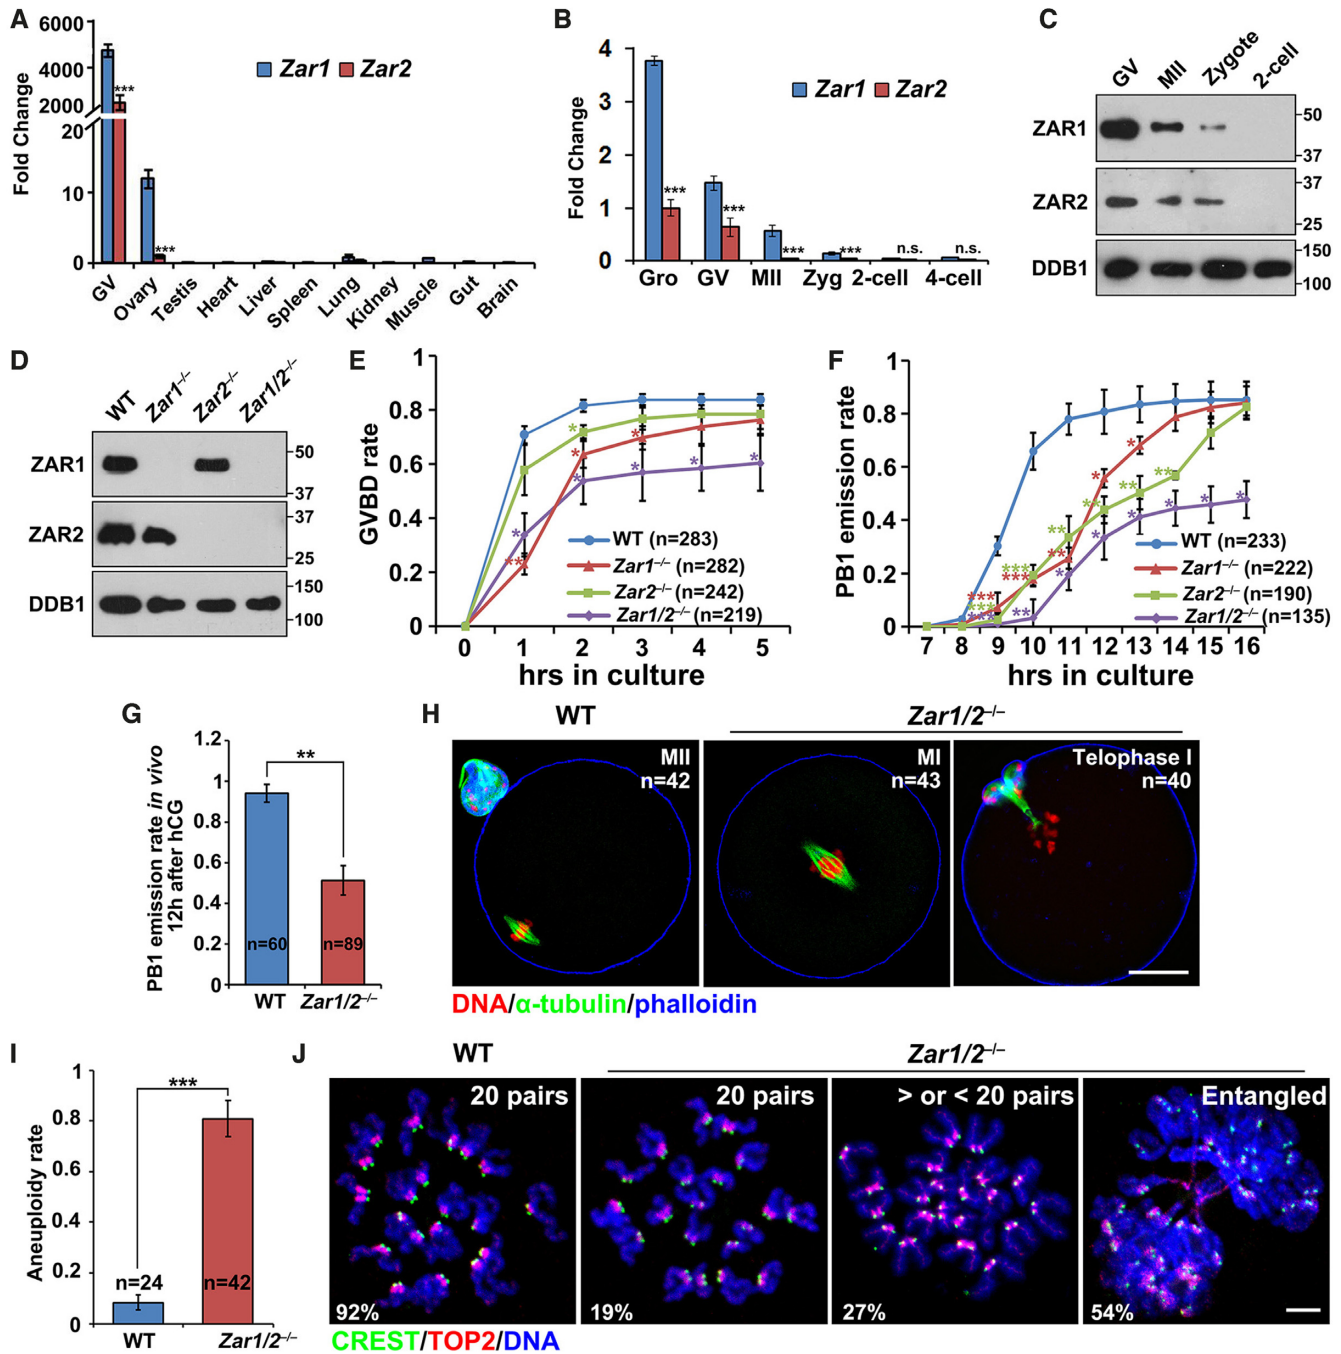 A
6000
4000
2000
20
10
0
Fold Change
Zar1 Zar2
***
***
GV Ovary Testis Heart Liver Spleen Lung Kidney Muscle Gut Brain
B
4
3
2
1
0
Fold Change
Zar1 Zar2
***
***
***
***
n.s.
n.s.
Gro GV MII Zyg 2-cell 4-cell
C
GV MII Zygote 2-cell
ZAR1
50
37
ZAR2
37
25
DDB1
150
100
D
WT Zar1–/– Zar2–/– Zar1/2–/–
ZAR1
50
37
ZAR2
37
25
DDB1
150
100
E
1
0.8
0.6
0.4
0.2
0
GVBD rate
*
*
*
*
*
*
*
*
**
WT (n=283)
Zar1–/– (n=282)
Zar2–/– (n=242)
Zar1/2–/– (n=219)
0 1 2 3 4 5
hrs in culture
F
1
0.8
0.6
0.4
0.2
0
PB1 emission rate
***
***
***
***
***
**
**
**
*
*
**
*
**
**
*
*
*
*
*
WT (n=233)
Zar1–/– (n=222)
Zar2–/– (n=190)
Zar1/2–/– (n=135)
7 8 9 10 11 12 13 14 15 16
hrs in culture
G
PB1 emission rate in vivo
12h after hCG
1.2
1
0.8
0.6
0.4
0.2
0
**
n=60
n=89
WT Zar1/2–/–
H
WT
Zar1/2–/–
MII
n=42
MI
n=43
Telophase I
n=40
DNA/α-tubulin/phalloidin
I
Aneuploidy rate
1
0.8
0.6
0.4
0.2
0
***
n=24
n=42
WT Zar1/2–/–
J
WT
Zar1/2–/–
20 pairs
92%
20 pairs
19%
> or < 20 pairs
27%
Entangled
54%
CREST/TOP2/DNA